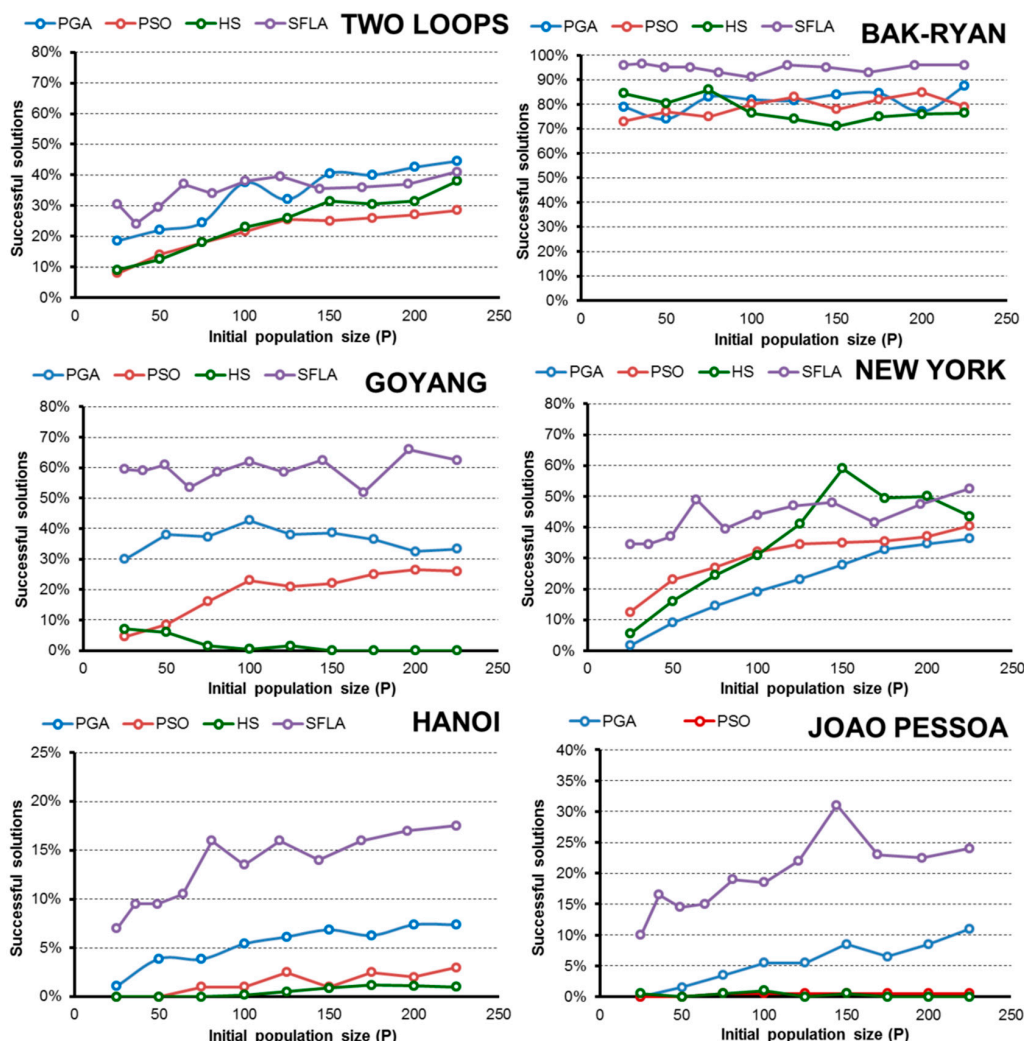 TWO LOOPS
PGA PSO HS SFLA
80%
70%
60%
50%
40%
30%
20%
10%
0%
Successful solutions
0 50 100 150 200 250
Initial population size (P)
BAK-RYAN
PGA PSO HS SFLA
100%
90%
80%
70%
60%
50%
40%
30%
20%
10%
0%
Successful solutions
0 50 100 150 200 250
Initial population size (P)
PGA PSO HS SFLA
GOYANG
80%
70%
60%
50%
40%
30%
20%
10%
0%
Successful solutions
0 50 100 150 200 250
Initial population size (P)
PGA PSO HS SFLA
NEW YORK
80%
70%
60%
50%
40%
30%
20%
10%
0%
Successful solutions
0 50 100 150 200 250
Initial population size (P)
PGA PSO HS SFLA
HANOI
25%
20%
15%
10%
5%
0%
Successful solutions
0 50 100 150 200 250
Initial population size (P)
PGA PSO
JOAO PESSOA
40%
35%
30%
25%
20%
15%
10%
5%
0%
Successful solutions
0 50 100 150 200 250
Initial population size (P)